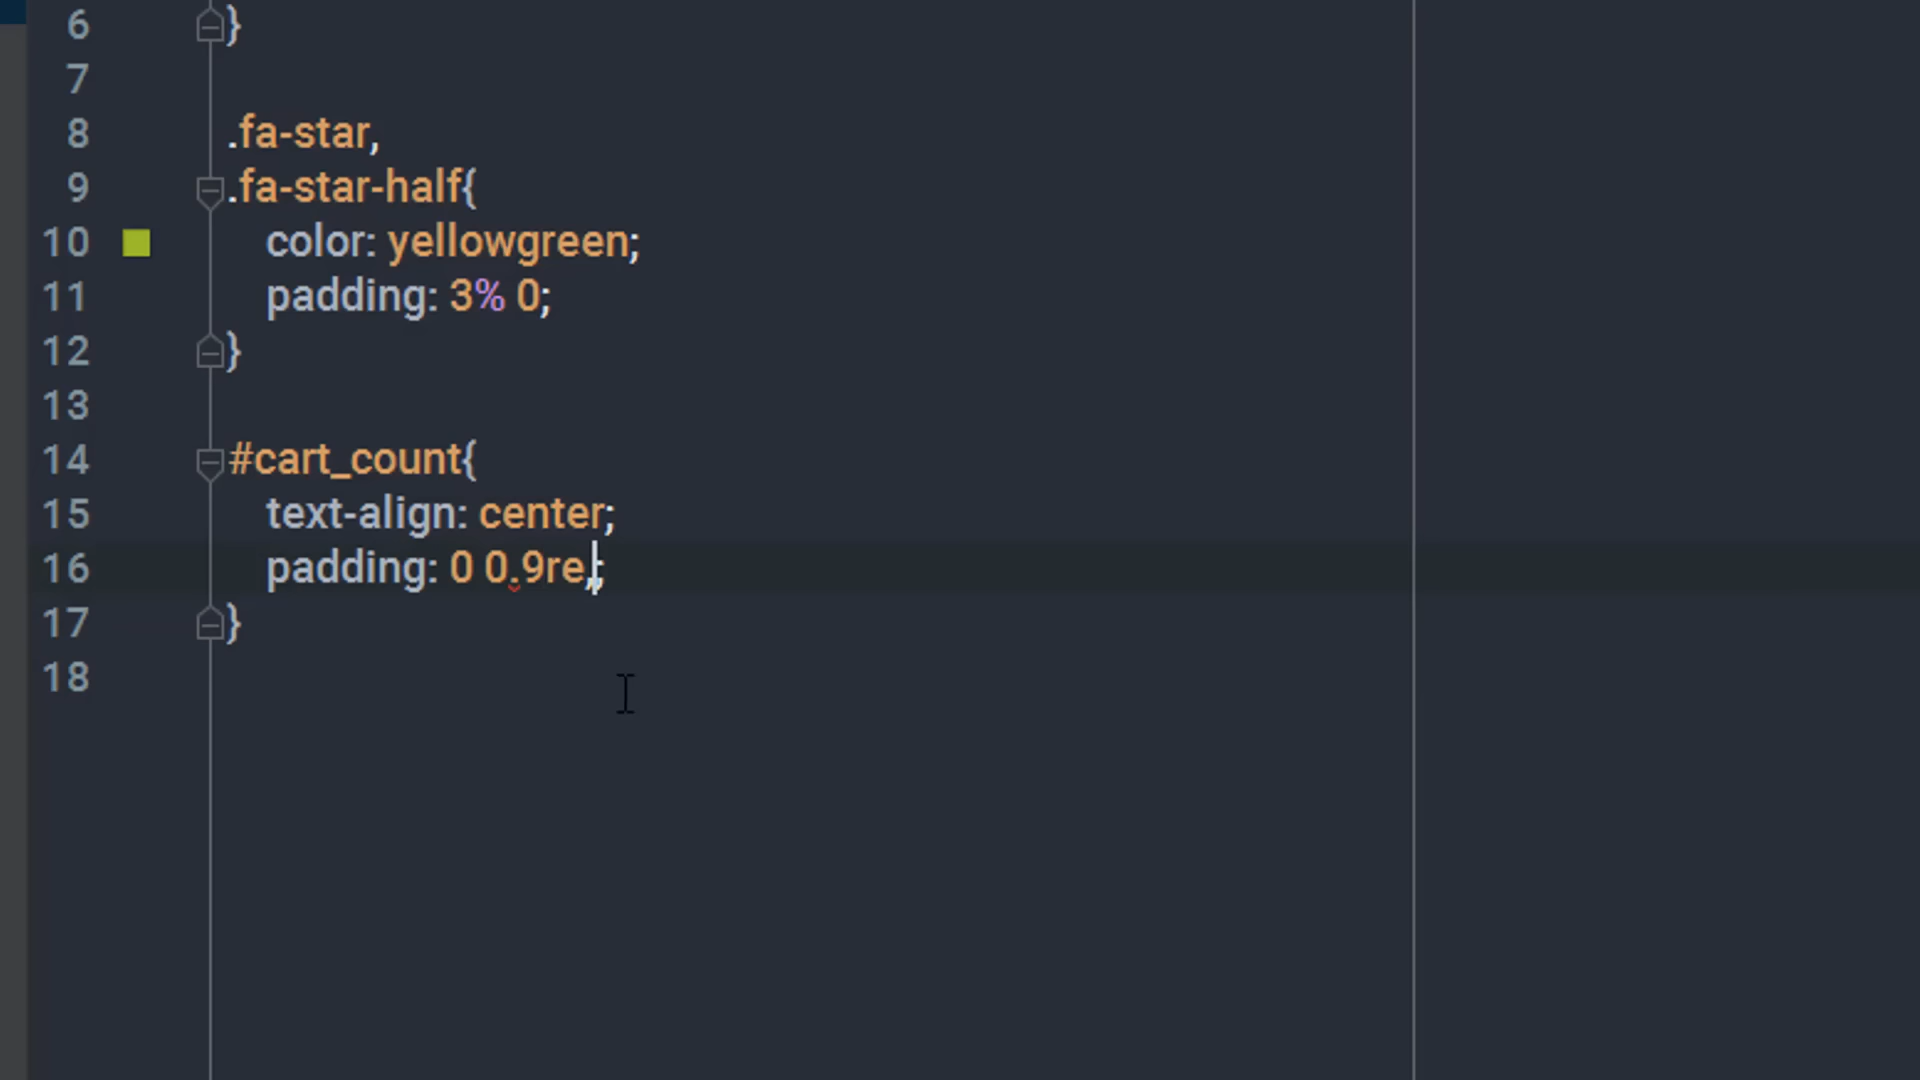 6 }
7
8 .fa-star,
9 .fa-star-half{
10 color: yellowgreen;
11 padding: 3% 0;
12 }
13
14 #cart_count{
15 text-align: center;
16 padding: 0 0.9re,;
17 }
18